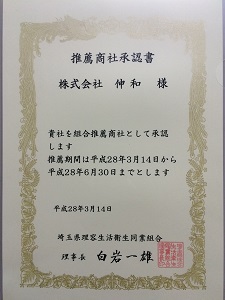 推薦商社承認書
株式会社 伸和 様
貴社を組合推薦商社として承認
します
推薦期間は平成28年3月14日から
平成28年6月30日までとします
平成28年3月14日
埼玉県理容生活衛生同業組合
理事長 白岩一雄